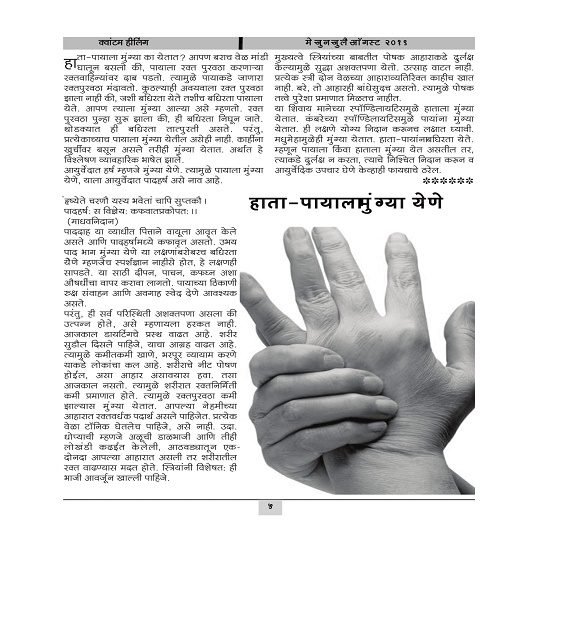 क्वांटम हीलिंग
मे जून जुलै ऑगस्ट २०१९
हाता-पायाला मुंग्या का येतात? आपण बराच वेळ मांडी
घालून बसलो की, पायाला रक्त पुरवठा करणाऱ्या
रक्तवाहिन्यांवर दाब पडतो. त्यामुळे पायाकडे जाणारा
रक्तपुरवठा मंदावतो. कुठल्याही अवयवाला रक्त पुरवठा
झाला नाही की, जशी बधिरता येते तशीच बधिरता पायाला
येते. आपण त्याला मुंग्या आल्या असे म्हणतो. रक्त
पुरवठा पुन्हा सुरू झाला की, ही बधिरता निघून जाते.
थोडक्यात ही बधिरता तात्पुरती असते. परंतु,
प्रत्येकाच्याच पायाला मुंग्या येतील असेही नाही. काहींना
खुर्चीवर बसून असले तरीही मुंग्या येतात. अर्थात हे
विश्लेषण व्यावहारिक भाषेत झाले.
आयुर्वेदात हर्ष म्हणजे मुंग्या येणे. त्यामुळे पायाला मुंग्या
येणे, याला आयुर्वेदात पादहर्ष असे नाव आहे.
हृष्येते चरणौ यस्य भवेतां चापि सुप्तकौ ।
पादहर्ष: स विज्ञेय: कफवातप्रकोपत: ।।
(माधवनिदान)
पाददाह या व्याधीत पित्ताने वायूला आवृत केले
असते आणि पादहर्षामध्ये कफावृत असतो. उभय
पाद भाग मुंग्या येणे या लक्षणांबरोबरच बधिरता
येणे म्हणजेच स्पर्शज्ञान नाहीसे होत, हे लक्षणही
सापडते. या साठी दीपन, पाचन, कफघ्न अशा
औषधींचा वापर करावा लागतो. पायाच्या ठिकाणी
रुक्ष संवाहन आणि अवगाह स्वेद देणे आवश्यक
असते.
परंतु, ही सर्व परिस्थिती अशक्तपणा असला की
उत्पन्न होते, असे म्हणायला हरकत नाही.
आजकाल डायटिंगचे प्रस्थ वाढत आहे. शरीर
सुडौल दिसले पाहिजे, याचा आग्रह वाढत आहे.
त्यामुळे कमीतकमी खाणे, भरपूर व्यायाम करणे
याकडे लोकांचा कल आहे. शरीराचे नीट पोषण
होईल, असा आहार असावयास हवा. तसा
आजकाल नसतो. त्यामुळे शरीरात रक्तनिर्मिती
कमी प्रमाणात होते. त्यामुळे रक्तपुरवठा कमी
झाल्यास मुंग्या येतात. आपल्या नेहमीच्या
आहारात रक्तवर्धक पदार्थ असले पाहिजेत. प्रत्येक
वेळा टॉनिक घेतलेच पाहिजे, असे नाही. उदा.
धोप्याची म्हणजे अळूची डाळभाजी आणि तीही
लोखंडी कढईत केलेली, आठवड्यातून एक-
दोनदा आपल्या आहारात असली तर शरीरातील
रक्त वाढण्यास मदत होते. स्त्रियांनी विशेषत: ही
भाजी आवर्जून खाल्ली पाहिजे.
मुख्यत्वे स्त्रियांच्या बाबतीत पोषक आहाराकडे दुर्लक्ष
केल्यामुळे सुद्धा अशक्तपणा येतो. उत्साह वाटत नाही.
प्रत्येक स्त्री दोन वेळच्या आहाराव्यतिरिक्त काहीच खात
नाही. बरे, तो आहारही बांधेसुदच असतो. त्यामुळे पोषक
तत्त्वे पुरेशा प्रमाणात मिळतच नाहीत.
या शिवाय मानेच्या स्पॉण्डिलायटिसमुळे हाताला मुंग्या
येतात. कंबरेच्या स्पॉण्डिलायटिसमुळे पायांना मुंग्या
येतात. ही लक्षणे योग्य निदान करूनच लक्षात घ्यावी.
मधुमेहामुळेही मुंग्या येतात. हाता-पायांनाबधिरता येते.
म्हणून पायाला किंवा हाताला मुंग्या येत असतील तर,
त्याकडे दुर्लक्ष न करता, त्याचे निश्चित निदान करून व
आयुर्वेदिक उपचार घेणे केव्हाही फायद्याचे ठरेल.
******
हाता-पायाला मुंग्या येणे
५